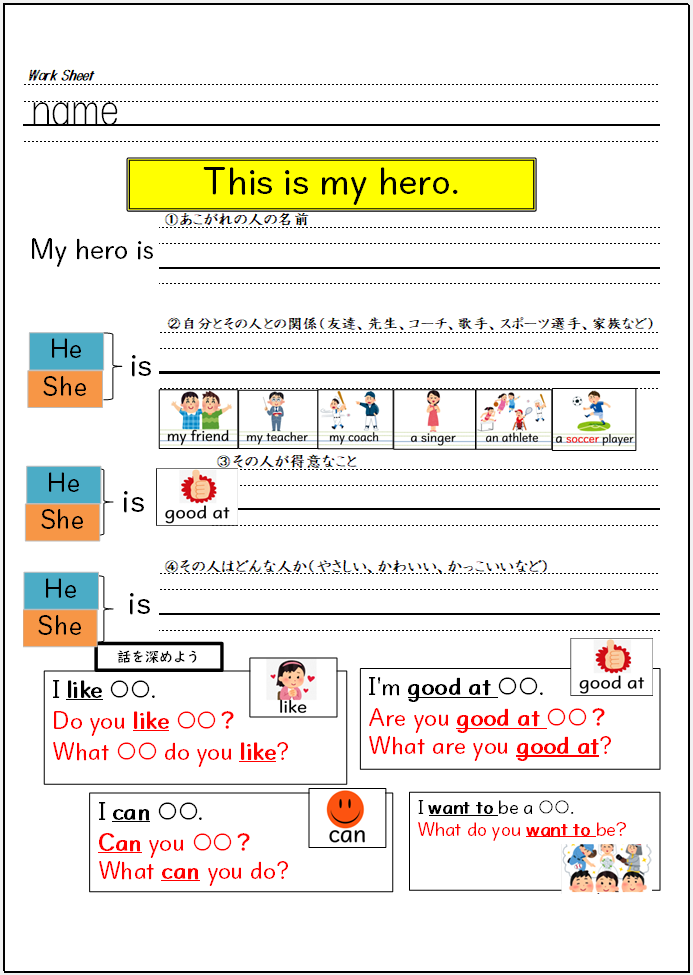 Work Sheet
name
This is my hero.
①あこがれの人の名前
My hero is
②自分とその人との関係(友達、先生、コーチ、歌手、スポーツ選手、家族など)
He
She
is
my friend
my teacher
my coach
a singer
an athlete
a soccer player
③その人が得意なこと
He
She
is
good at
④その人はどんな人か(やさしい、かわいい、かっこいいなど)
He
She
is
話を深めよう
I like 〇〇.
like
Do you like 〇〇?
What 〇〇 do you like?
I'm good at 〇〇.
good at
Are you good at 〇〇?
What are you good at?
I can 〇〇.
can
Can you 〇〇?
What can you do?
I want to be a 〇〇.
What do you want to be?